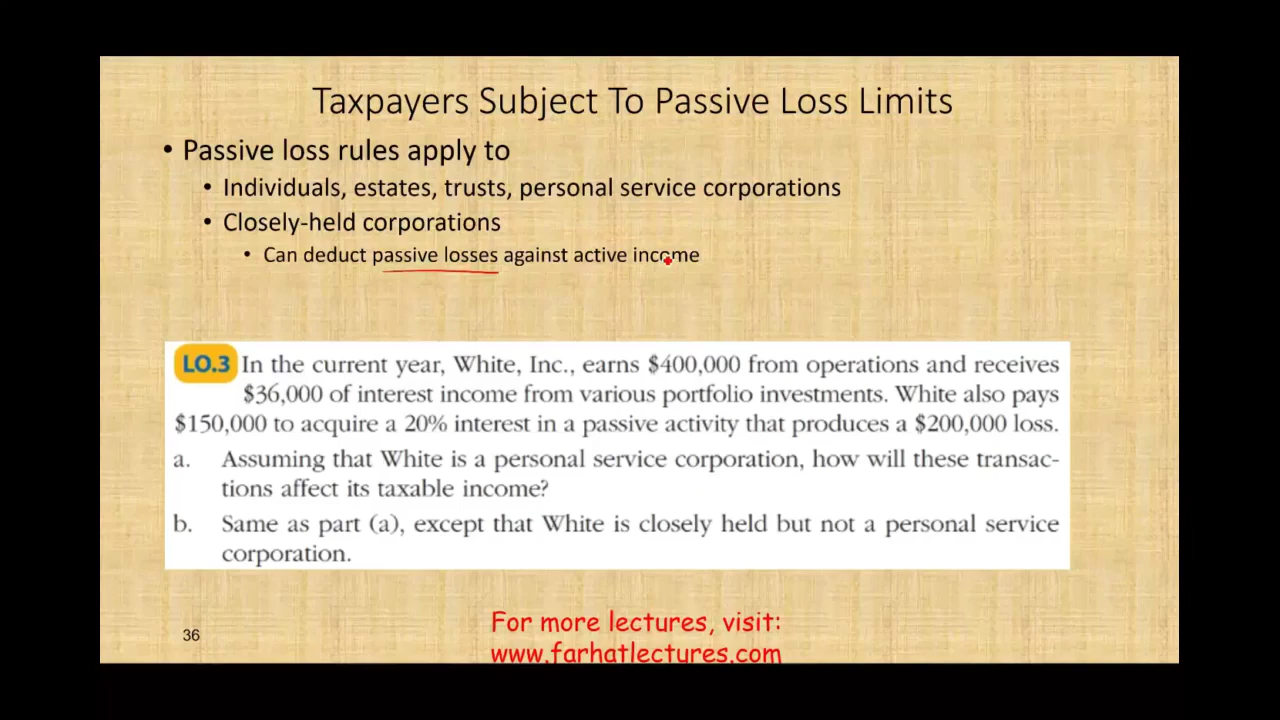 Taxpayers Subject To Passive Loss Limits
• Passive loss rules apply to
• Individuals, estates, trusts, personal service corporations
• Closely-held corporations
• Can deduct passive losses against active income
LO.3 In the current year, White, Inc., earns $400,000 from operations and receives
$36,000 of interest income from various portfolio investments. White also pays
$150,000 to acquire a 20% interest in a passive activity that produces a $200,000 loss.
a. Assuming that White is a personal service corporation, how will these transac-
tions affect its taxable income?
b. Same as part (a), except that White is closely held but not a personal service
corporation.
For more lectures, visit:
www.farhatlectures.com
36